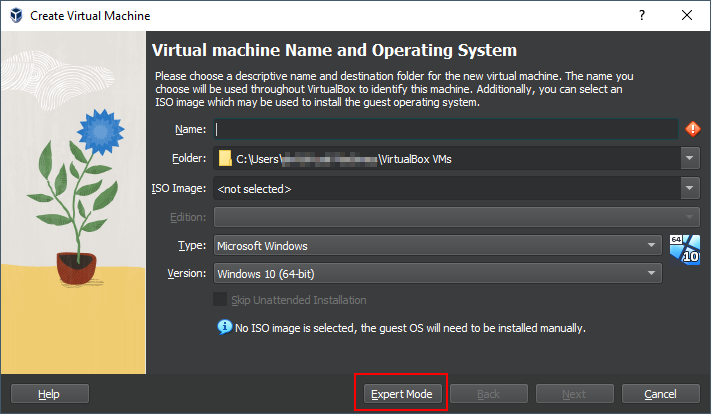 Create Virtual Machine
Virtual machine Name and Operating System
Please choose a descriptive name and destination folder for the new virtual machine. The name you
choose will be used throughout VirtualBox to identify this machine. Additionally, you can select an
ISO image which may be used to install the guest operating system.
Name:
Folder: C:\Users\ \VirtualBox VMs
ISO Image: <not selected>
Edition:
Type: Microsoft Windows
64
Version: Windows 10 (64-bit)
10
Skip Unattended Installation
No ISO image is selected, the guest OS will need to be installed manually.
Help Expert Mode Back Next Cancel